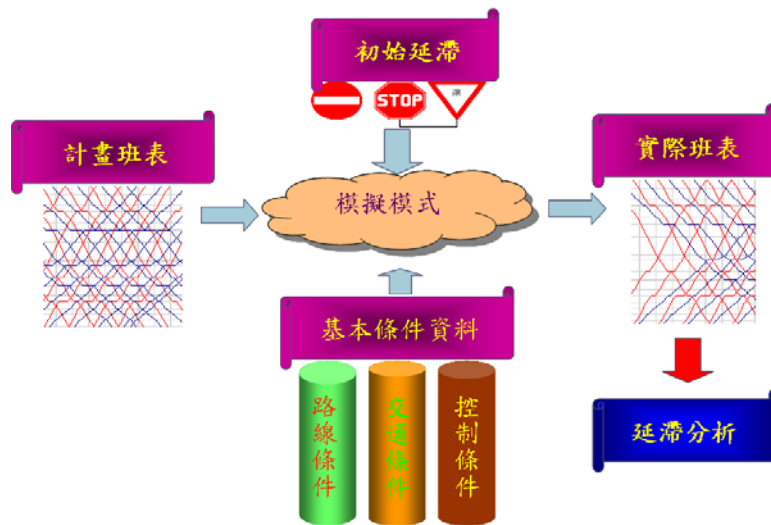 初始延滯
STOP
計畫班表
實際班表
模擬模式
基本條件資料
路線條件
交通條件
控制條件
延滯分析